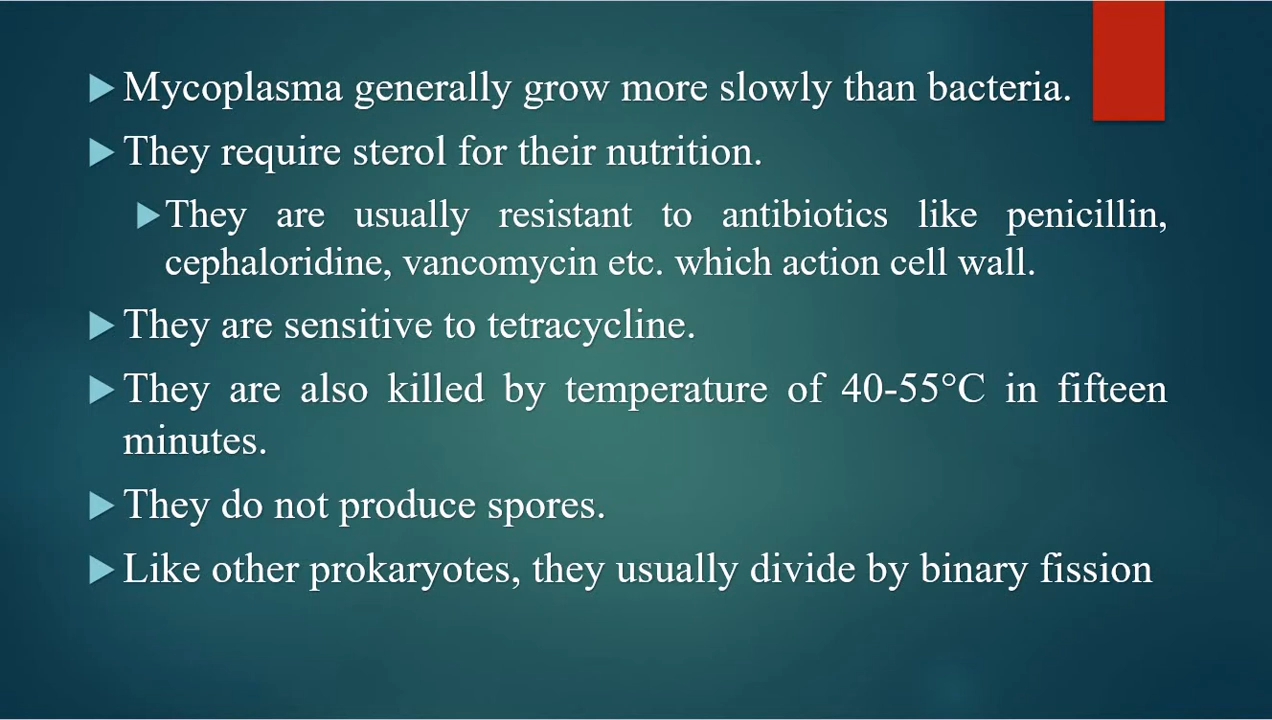 Mycoplasma generally grow more slowly than bacteria.
They require sterol for their nutrition.
They are usually resistant to antibiotics like penicillin,
cephaloridine, vancomycin etc. which action cell wall.
They are sensitive to tetracycline.
They are also killed by temperature of 40-55°C in fifteen
minutes.
They do not produce spores.
Like other prokaryotes, they usually divide by binary fission